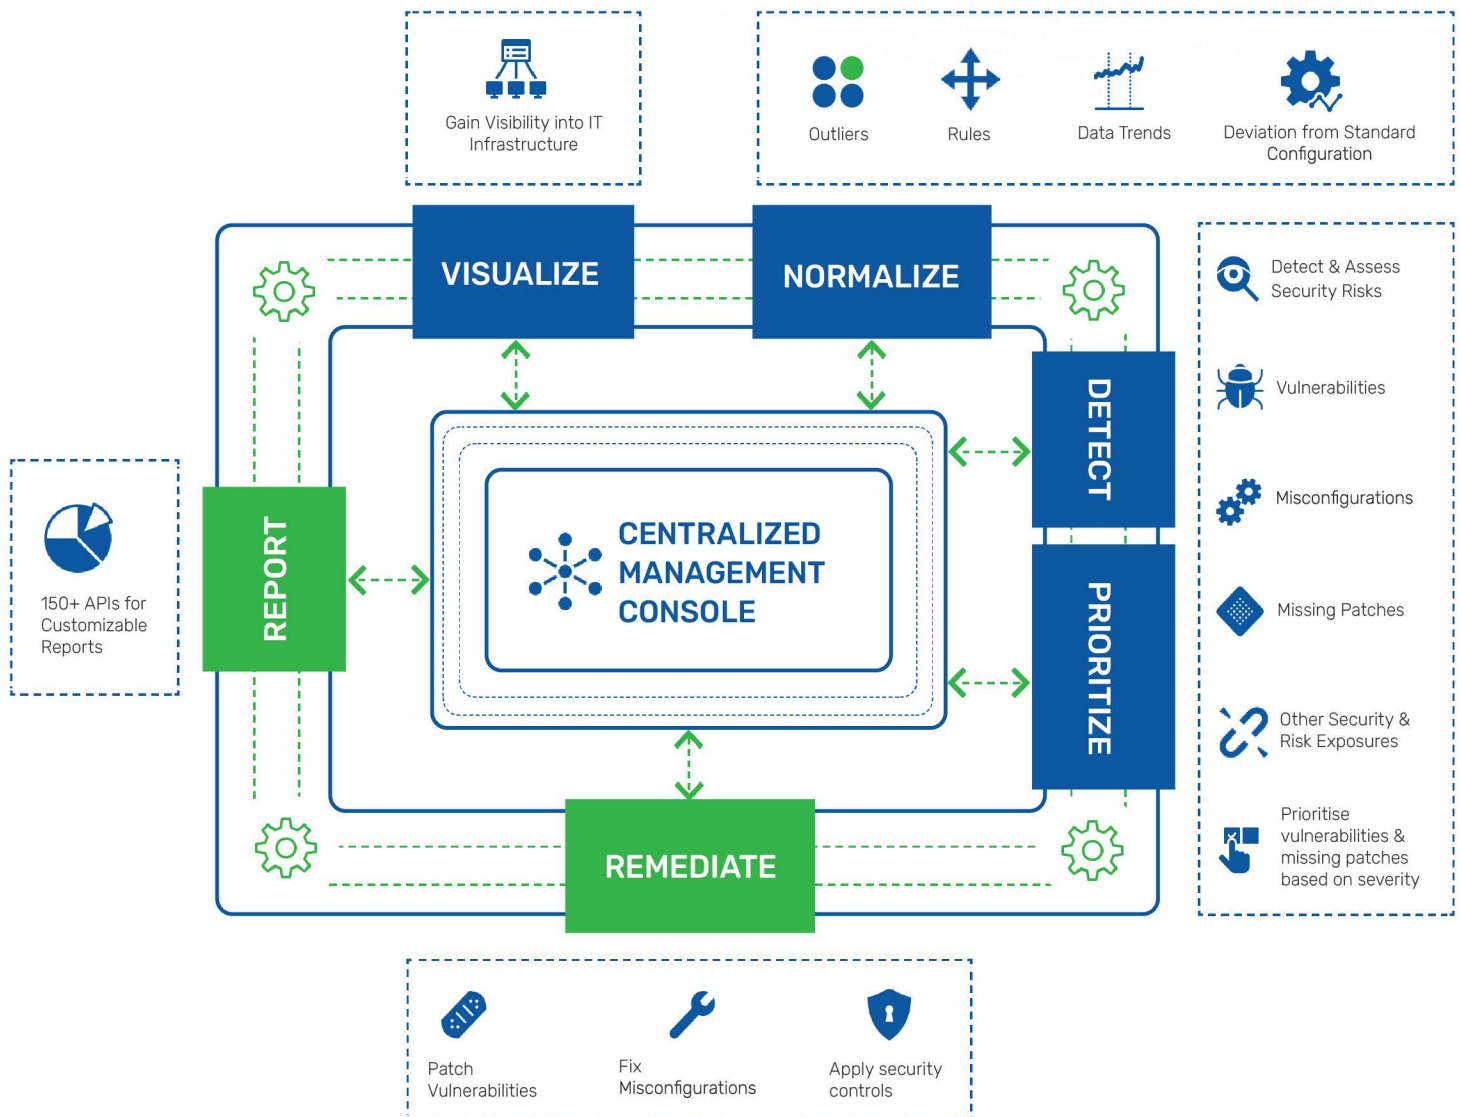 Gain Visibility into IT
Infrastructure
Outliers
Rules
Data Trends
Deviation from Standard
Configuration
VISUALIZE
NORMALIZE
DETECT
PRIORITIZE
Detect & Assess
Security Risks
Vulnerabilities
Misconfigurations
Missing Patches
Other Security &
Risk Exposures
Prioritise
vulnerabilities &
missing patches
based on severity
REPORT
150+ APIs for
Customizable
Reports
CENTRALIZED
MANAGEMENT
CONSOLE
REMEDIATE
Patch
Vulnerabilities
Fix
Misconfigurations
Apply security
controls